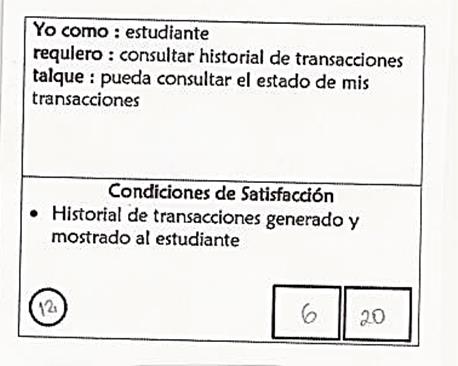 Yo como : estudiante
requiero : consultar historial de transacciones
talque : pueda consultar el estado de mis
transacciones
Condiciones de Satisfacción
• Historial de transacciones generado y
mostrado al estudiante
12
6
20